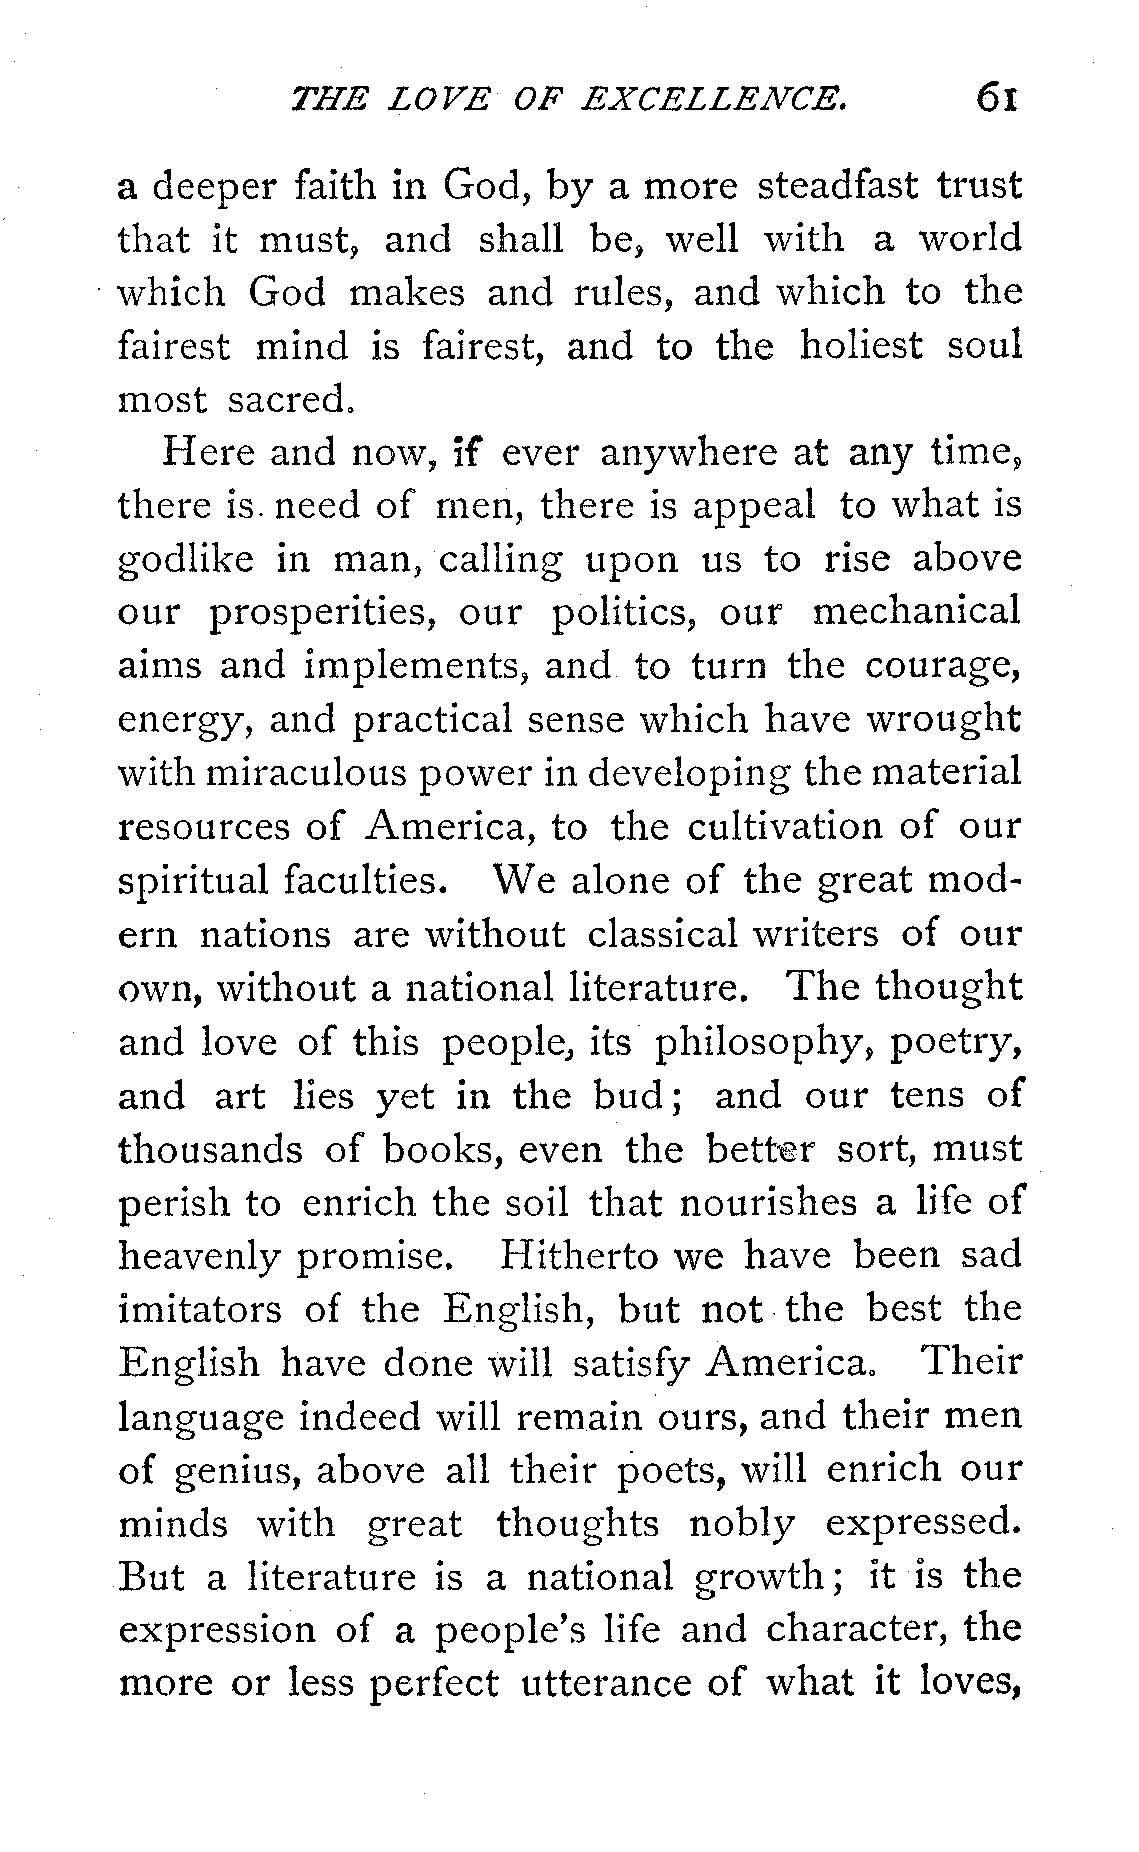 THE LOVE OF EXCELLENCE. 61
a deeper faith in God, by a more steadfast trust
that it must, and shall be, well with a world
which God makes and rules, and which to the
fairest mind is fairest, and to the holiest soul
most sacred.
Here and now, if ever anywhere at any time,
there is need of men, there is appeal to what is
godlike in man, calling upon us to rise above
our prosperities, our politics, our mechanical
aims and implements, and to turn the courage,
energy, and practical sense which have wrought
with miraculous power in developing the material
resources of America, to the cultivation of our
spiritual faculties. We alone of the great mod-
ern nations are without classical writers of our
own, without a national literature. The thought
and love of this people, its philosophy, poetry,
and art lies yet in the bud; and our tens of
thousands of books, even the better sort, must
perish to enrich the soil that nourishes a life of
heavenly promise. Hitherto we have been sad
imitators of the English, but not the best the
English have done will satisfy America. Their
language indeed will remain ours, and their men
of genius, above all their poets, will enrich our
minds with great thoughts nobly expressed.
But a literature is a national growth; it is the
expression of a people's life and character, the
more or less perfect utterance of what it loves,